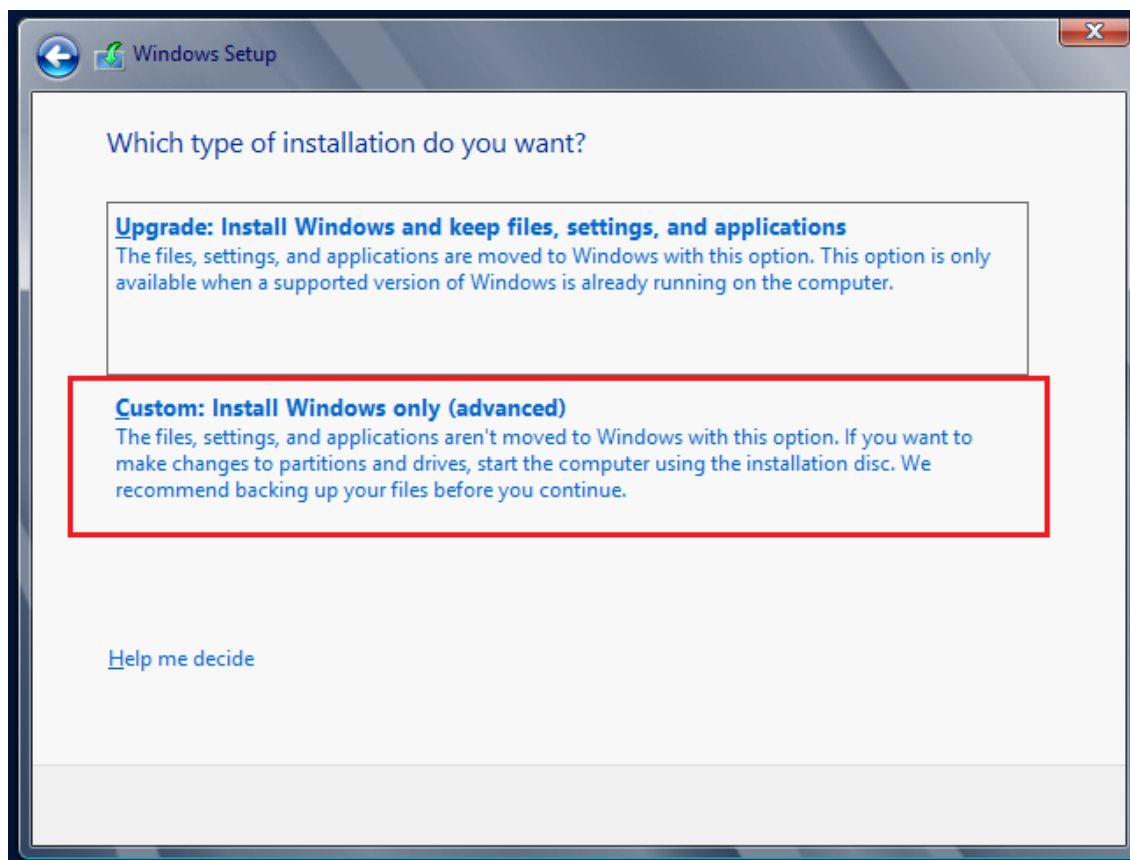 Windows Setup
Which type of installation do you want?
Upgrade: Install Windows and keep files, settings, and applications
The files, settings, and applications are moved to Windows with this option. This option is only
available when a supported version of Windows is already running on the computer.
Custom: Install Windows only (advanced)
The files, settings, and applications aren't moved to Windows with this option. If you want to
make changes to partitions and drives, start the computer using the installation disc. We
recommend backing up your files before you continue.
Help me decide